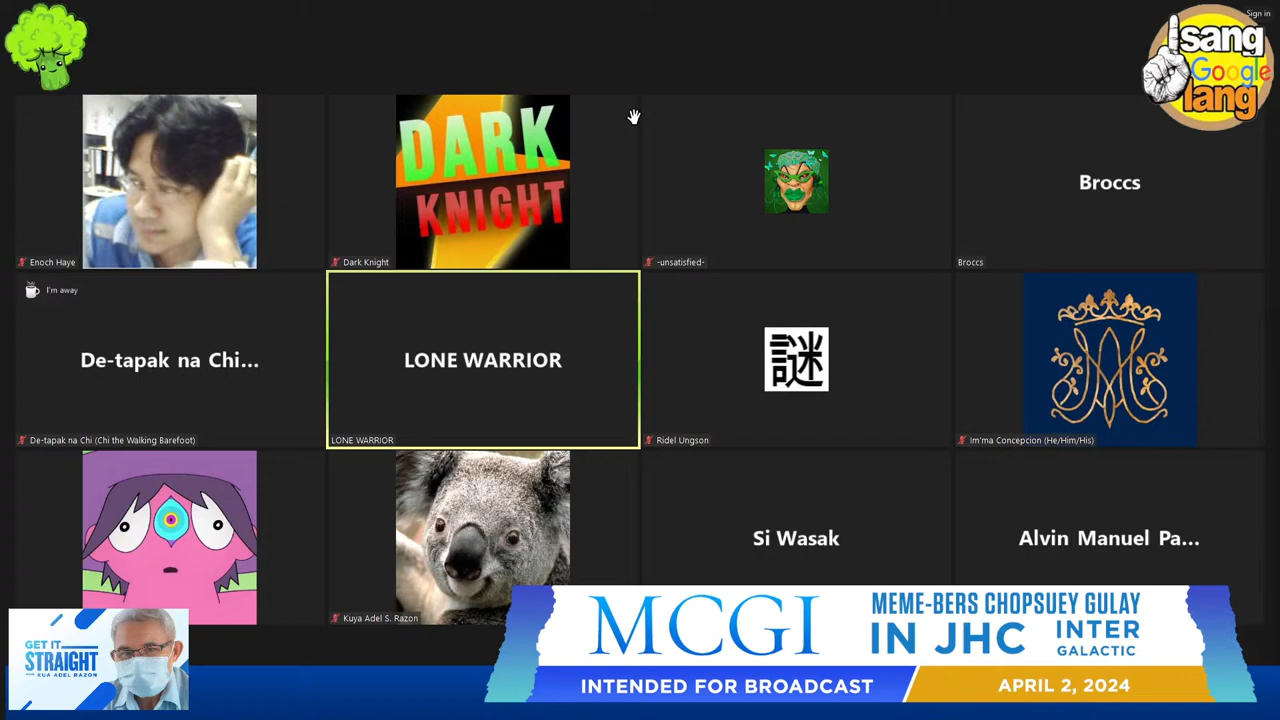 Sign in
Isang
Google
lang
DARK
KNIGHT
Broccs
Enoch Haye
Dark Knight
-unsatisfied-
Broccs
I'm away
De-tapak na Chi...
LONE WARRIOR
謎
De-tapak na Chi (Chi the Walking Barefoot)
LONE WARRIOR
Ridel Ungson
Im'ma Concepcion (He/Him/His)
Si Wasak
Alvin Manuel Pa...
Kuya Adel S. Razon
GET IT
STRAIGHT
KUA ADEL RAZON
MCGI
MEME-BERS CHOPSUEY GULAY
IN JHC
INTER
GALACTIC
INTENDED FOR BROADCAST
APRIL 2, 2024